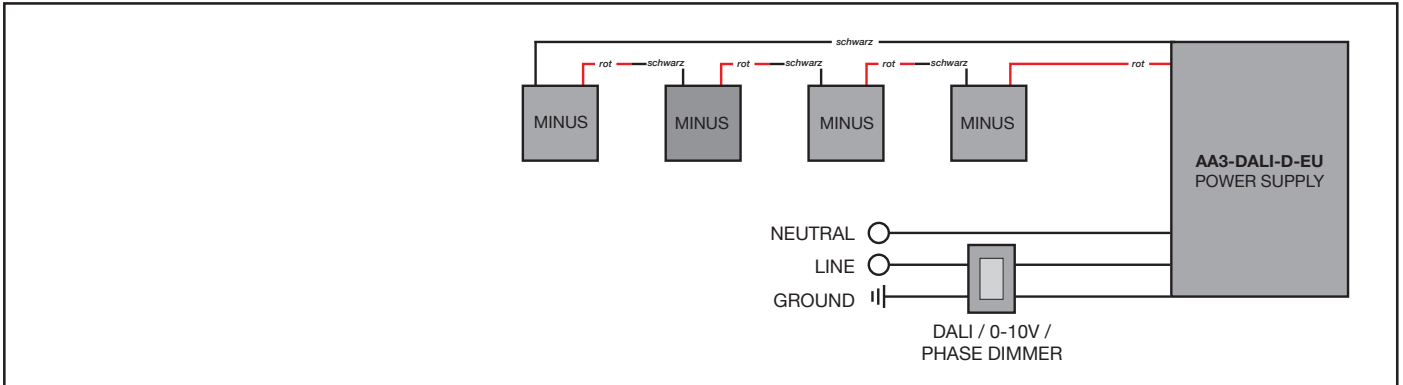 schwarz
rot schwarz rot schwarz rot schwarz rot
MINUS MINUS MINUS MINUS
AA3-DALI-D-EU
POWER SUPPLY
NEUTRAL
LINE
GROUND
DALI / 0-10V /
PHASE DIMMER